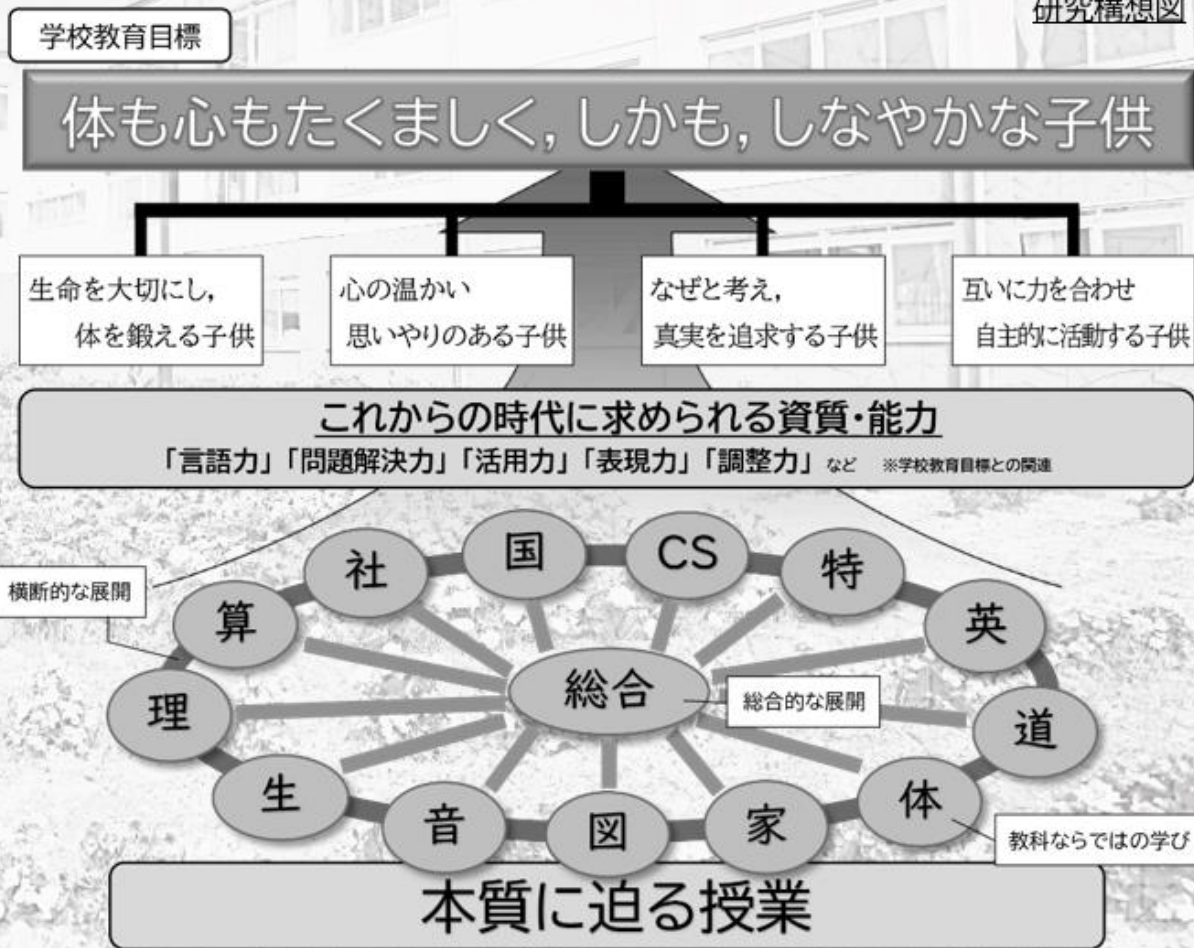 研究構想図
学校教育目標
体も心もたくましく，しかも，しなやかな子供
生命を大切にし，
体を鍛える子供
心の温かい
思いやりのある子供
なぜと考え，
真実を追求する子供
互いに力を合わせ
自主的に活動する子供
これからの時代に求められる資質・能力
「言語力」「問題解決力」「活用力」「表現力」「調整力」など ※学校教育目標との関連
横断的な展開
算
社
国
CS
特
英
理
総合
総合的な展開
道
生
音
図
家
体
教科ならではの学び
本質に迫る授業